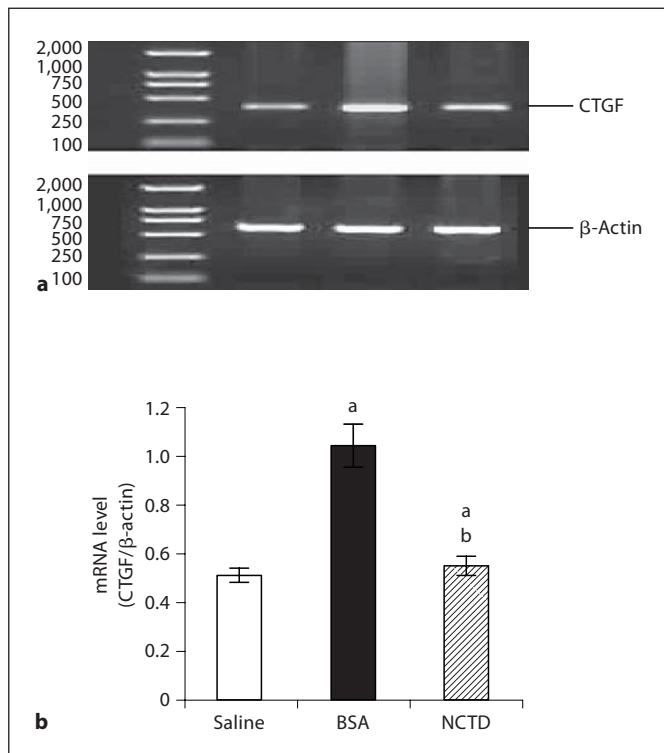 2,000
1,000
750
500
250
100
CTGF
2,000
1,000
750
500
250
100
β-Actin
a
mRNA level
(CTGF/β-actin)
1.2
1.0
0.8
0.6
0.4
0.2
0
a
a
b
Saline
BSA
NCTD
b